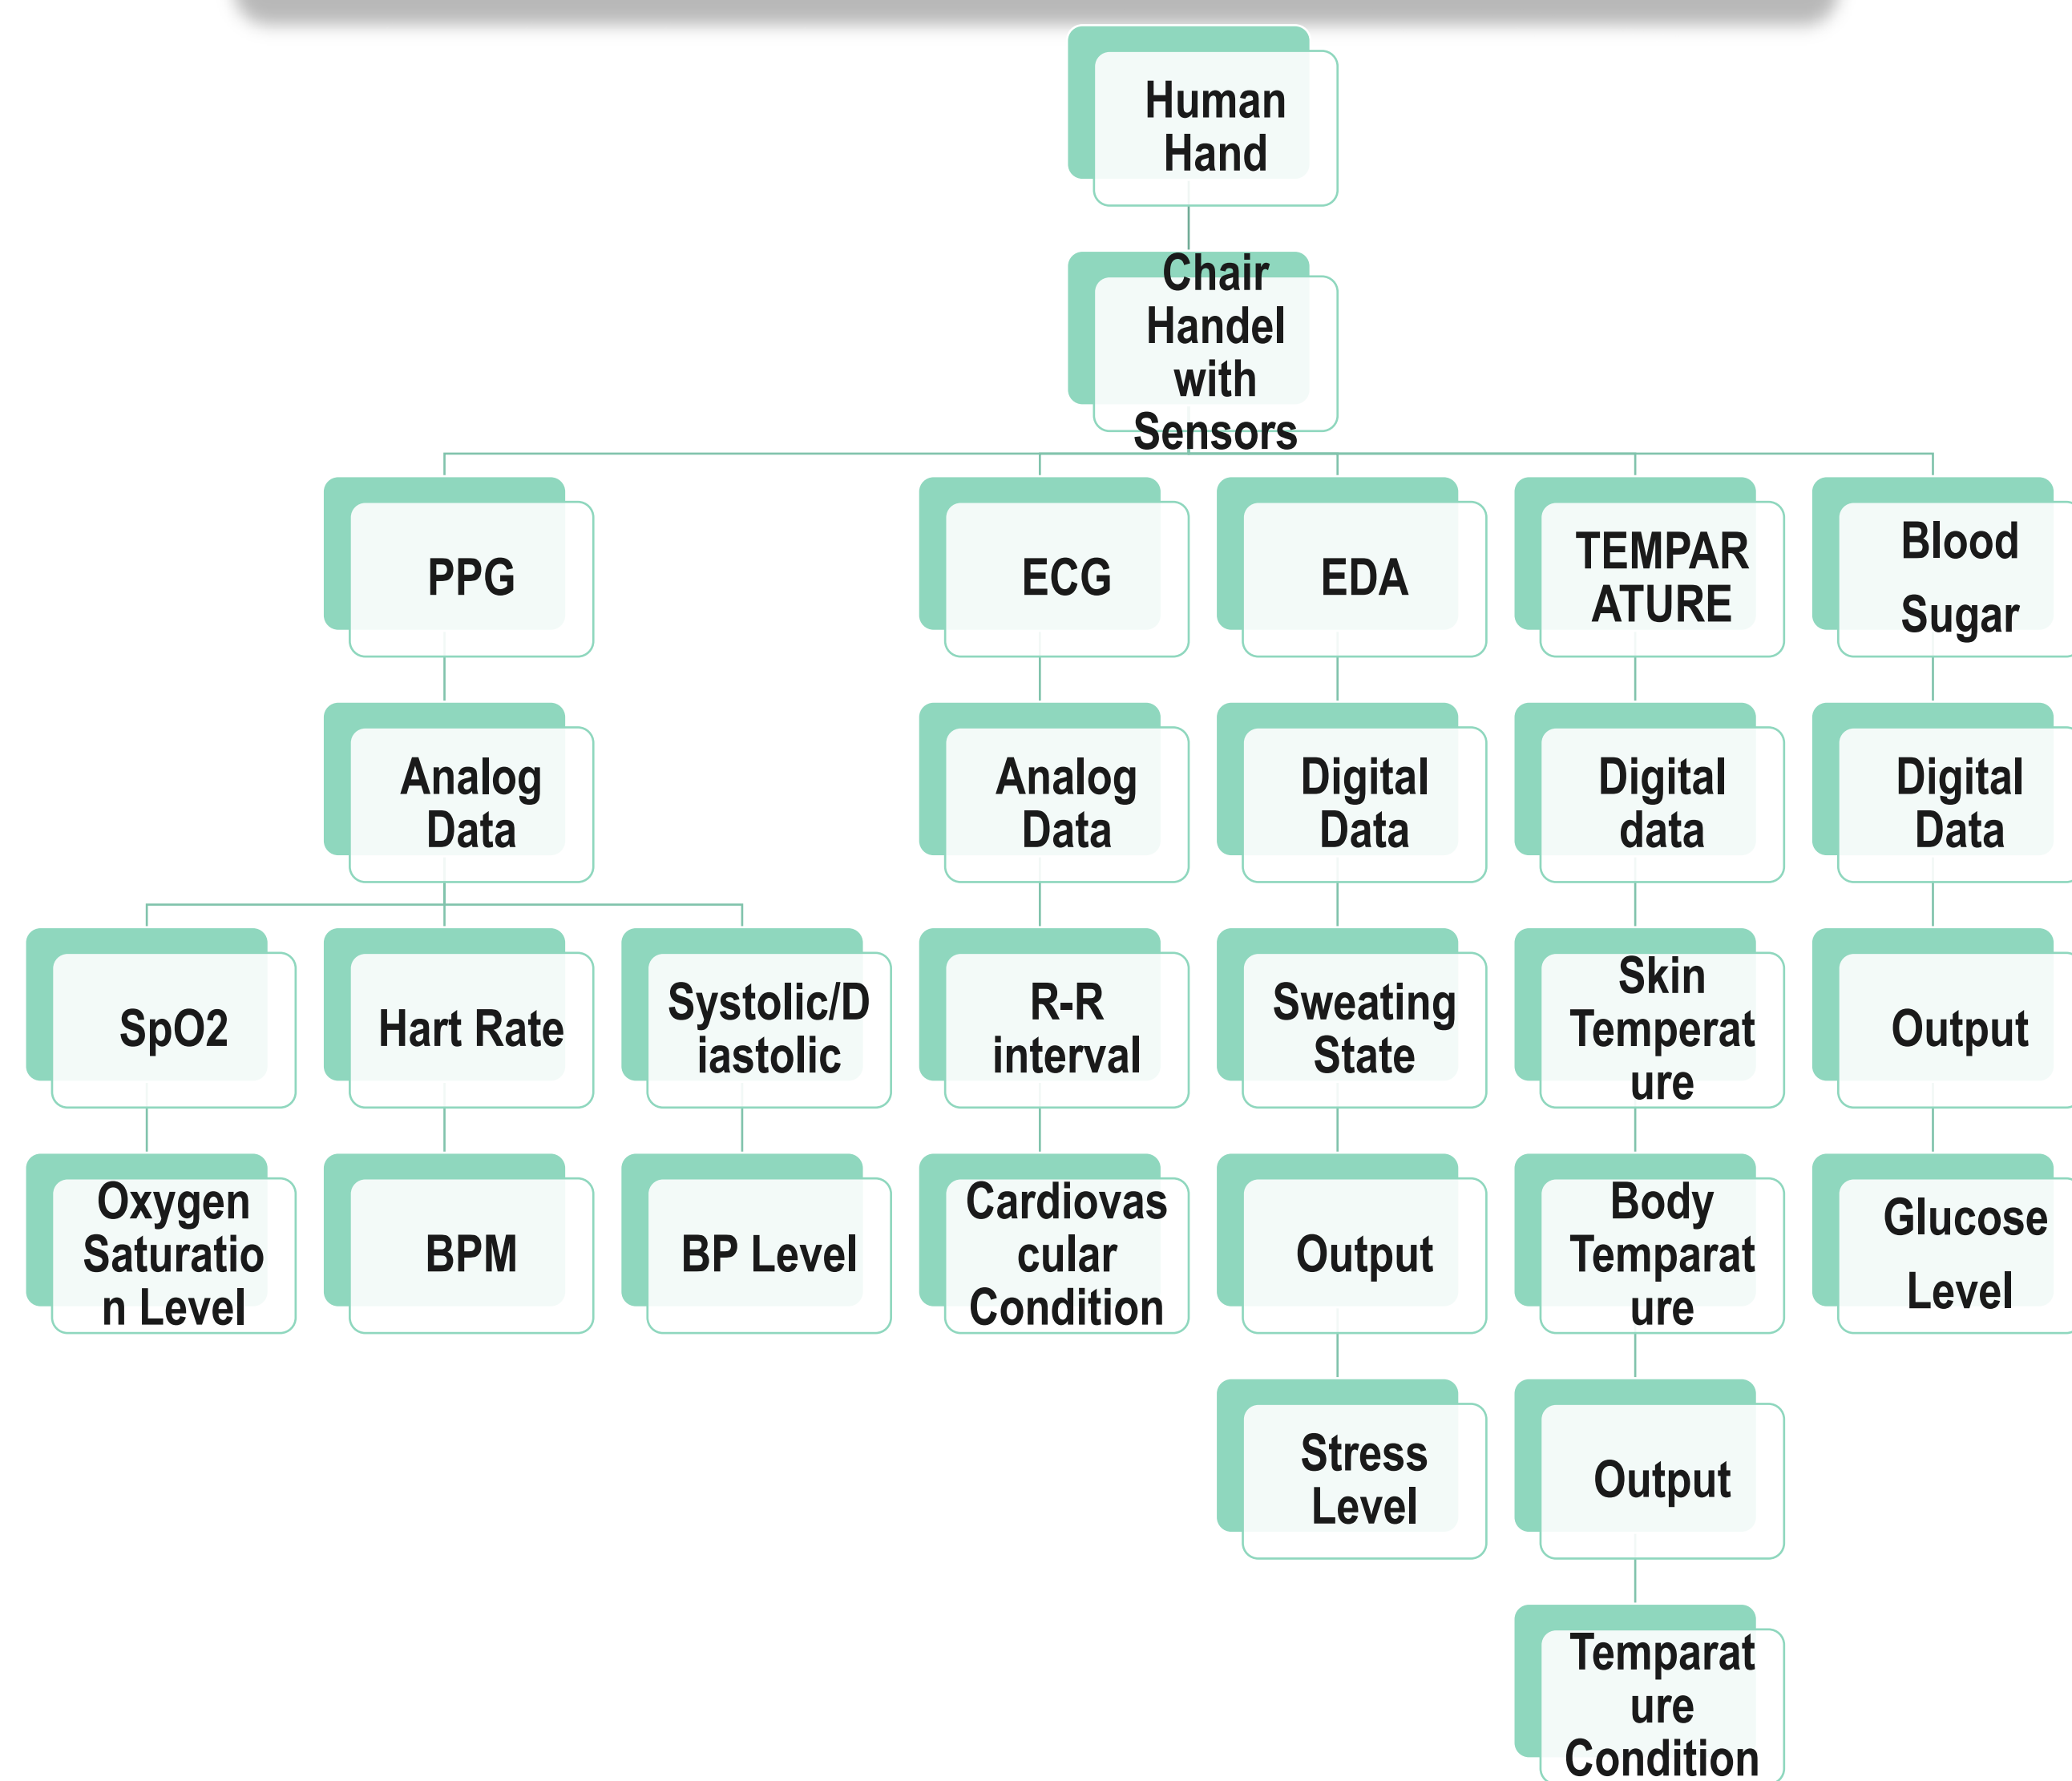 Human
Hand
Chair
Handel
with
Sensors
PPG
ECG
EDA
TEMPAR
ATURE
Blood
Sugar
Analog
Data
Analog
Data
Digital
Data
Digital
data
Digital
Data
SpO2
Hart Rate
Systolic/D
iastolic
R-R
interval
Sweating
State
Skin
Temperat
ure
Output
Oxygen
Saturatio
n Level
BPM
BP Level
Cardiovas
cular
Condition
Output
Body
Temparat
ure
Glucose
Level
Stress
Level
Output
Temparat
ure
Condition